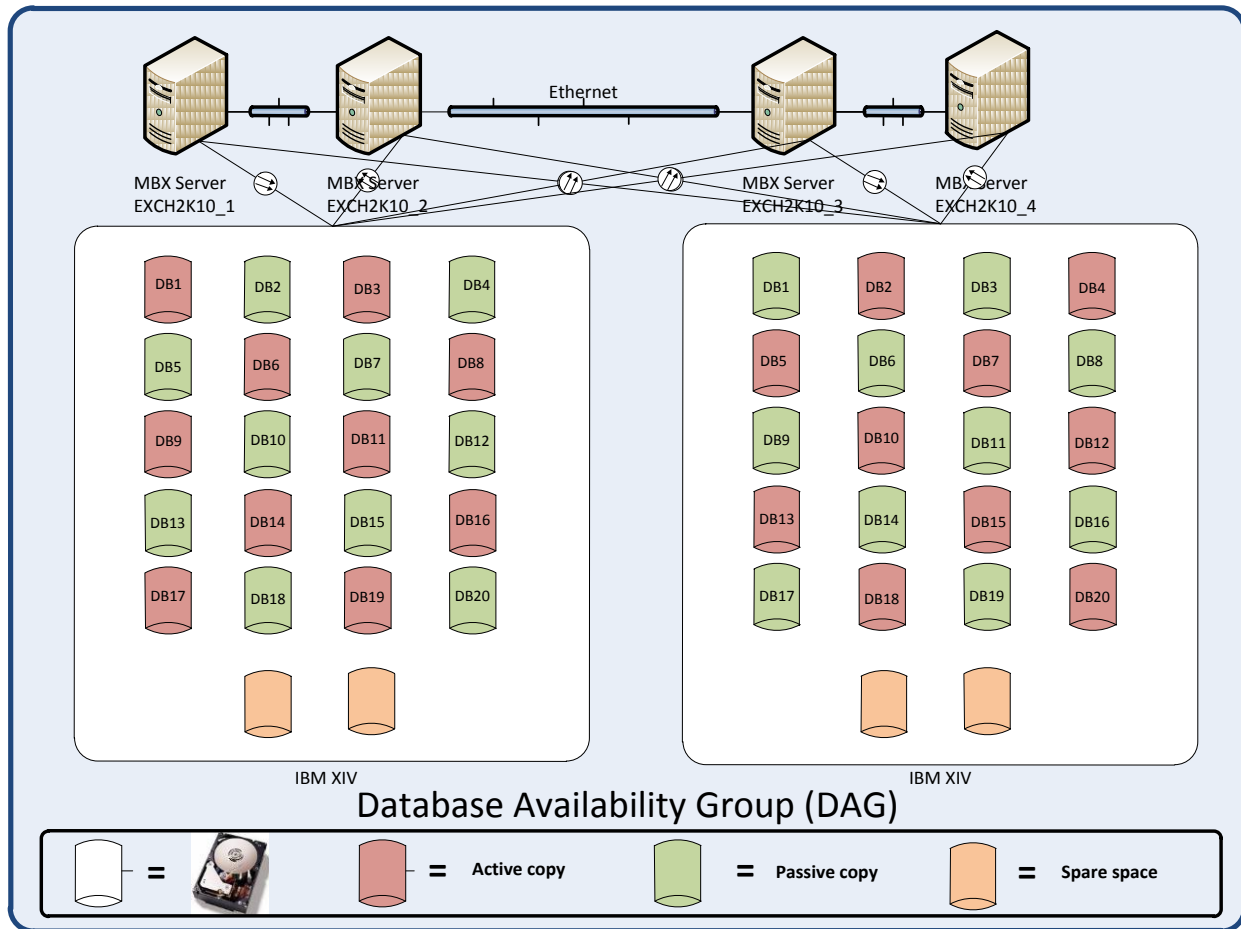 Ethernet
MBX Server
EXCH2K10_1
MBX Server
EXCH2K10_2
MBX Server
EXCH2K10_3
MBX Server
EXCH2K10_4
DB1 DB2 DB3 DB4
DB5 DB6 DB7 DB8
DB9 DB10 DB11 DB12
DB13 DB14 DB15 DB16
DB17 DB18 DB19 DB20
IBM XIV
DB1 DB2 DB3 DB4
DB5 DB6 DB7 DB8
DB9 DB10 DB11 DB12
DB13 DB14 DB15 DB16
DB17 DB18 DB19 DB20
IBM XIV
Database Availability Group (DAG)
= = Active copy = Passive copy = Spare space